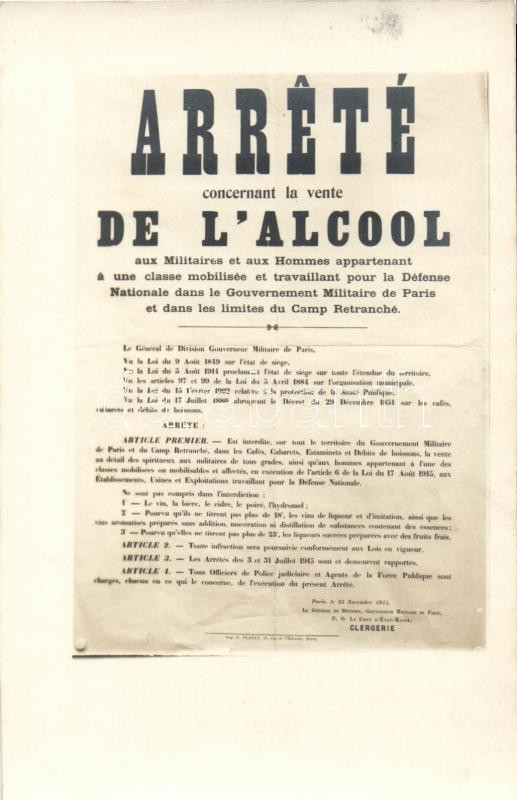 ARRÊTÉ
concernant la vente
DE L'ALCOOL
aux Militaires et aux Hommes appartenant
à une classe mobilisée et travaillant pour la Défense
Nationale dans le Gouvernement Militaire de Paris
et dans les limites du Camp Retranché.
Le Général de Division Gouverneur Militaire de Paris,
Vu la Loi du 9 Août 1849 sur l'état de siège,
Vu la Loi du 5 Août 1914 proclamant l'état de siège sur toute l'étendue du territoire,
Vu les articles 97 et 99 de la Loi du 5 Avril 1884 sur l'organisation municipale,
Vu la Loi du 15 Février relative à la protection de la Santé Publique,
Vu la Loi du 17 Juillet 1880 abrogeant le Décret du 29 Décembre 1851 sur les cafés,
cabarets et débits de boissons.
ARRÊTE :
ARTICLE PREMIER. — Est interdite, sur tout le territoire du Gouvernement Militaire
de Paris et du Camp Retranché, dans les Cafés, Cabarets, Estaminets et Débits de boissons, la vente
au détail des spiritueux aux militaires de tous grades, ainsi qu'aux hommes appartenant à l'une des
classes mobilisées ou mobilisables et affectés, en exécution de l'article 6 de la Loi du 17 Août 1915, aux
Établissements, Usines et Exploitations travaillant pour la Défense Nationale.
Ne sont pas compris dans l'interdiction :
1° — Le vin, la bière, le cidre, le poiré, l'hydromel ;
2° — Pourvu qu'ils ne titrent pas plus de 18°, les vins de liqueur et d'imitation, ainsi que les
vins aromatisés préparés sans addition, macération ni distillation de substances contenant des essences ;
3° — Pourvu qu'elles ne titrent pas plus de 23°, les liqueurs sucrées préparées avec des fruits frais.
ARTICLE 2. — Toute infraction sera poursuivie conformément aux Lois en vigueur.
ARTICLE 3. — Les Arrêtés des 3 et 31 Juillet 1915 sont et demeurent rapportés.
ARTICLE 4. — Tous Officiers de Police judiciaire et Agents de la Force Publique sont
chargés, chacun en ce qui le concerne, de l'exécution du présent Arrêté.
Paris, le 25 Novembre 1915.
LE GÉNÉRAL DE DIVISION, GOUVERNEUR MILITAIRE DE PARIS,
P. O. LE CHEF D'ÉTAT-MAJOR,
CLERGERIE